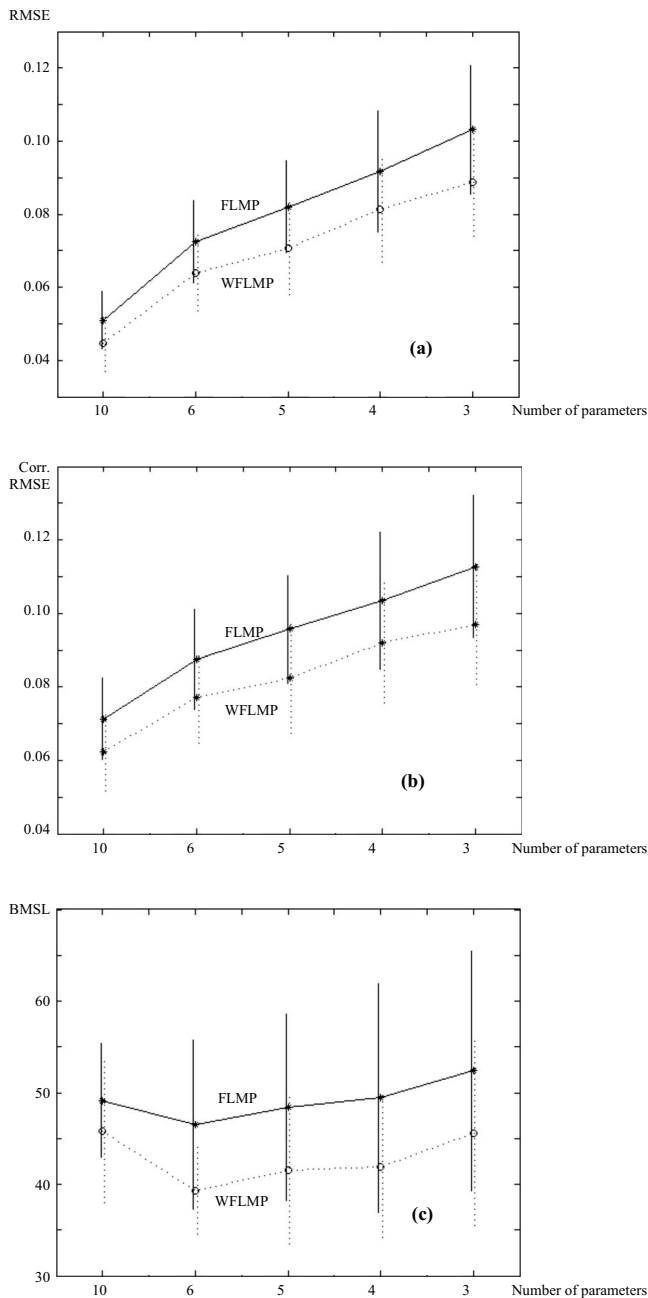 RMSE
0.12
0.10
0.08
0.06
0.04
FLMP
WFLMP
(a)
10 6 5 4 3 Number of parameters
Corr.
RMSE
0.12
0.10
0.08
0.06
0.04
FLMP
WFLMP
(b)
10 6 5 4 3 Number of parameters
BMSL
60
50
40
30
FLMP
WFLMP
(c)
10 6 5 4 3 Number of parameters